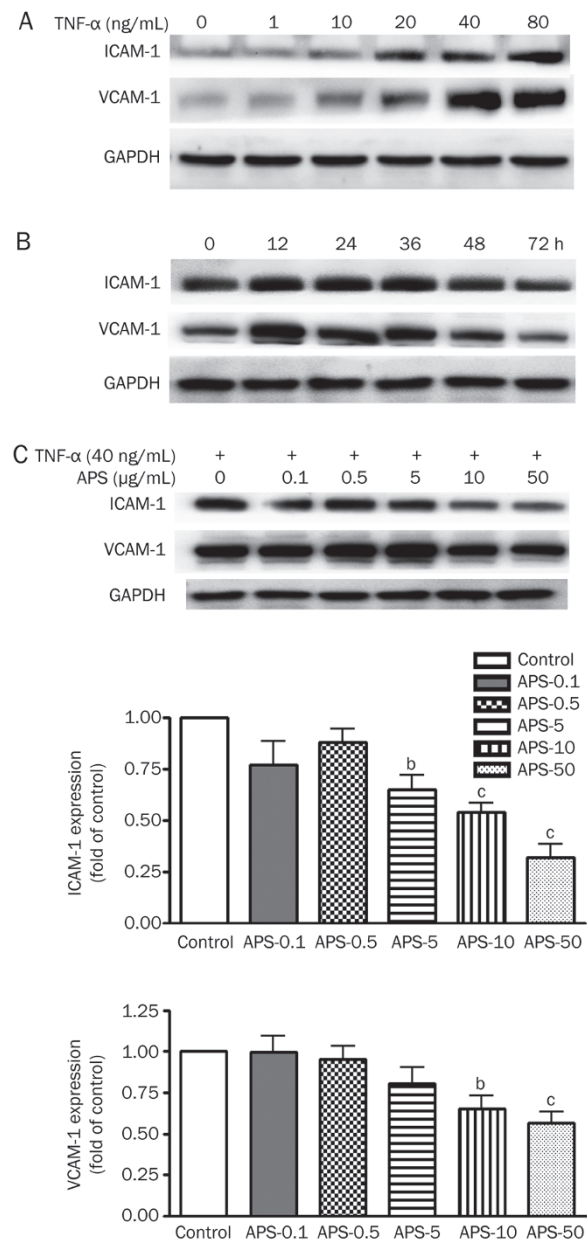 A TNF-α (ng/mL) 0 1 10 20 40 80
ICAM-1
VCAM-1
GAPDH
B 0 12 24 36 48 72 h
ICAM-1
VCAM-1
GAPDH
C TNF-α (40 ng/mL) + + + + + +
APS (µg/mL) 0 0.1 0.5 5 10 50
ICAM-1
VCAM-1
GAPDH
Control
APS-0.1
APS-0.5
APS-5
APS-10
APS-50
ICAM-1 expression
(fold of control)
1.00
0.75
0.50
0.25
0.00
b
c
c
Control APS-0.1 APS-0.5 APS-5 APS-10 APS-50
VCAM-1 expression
(fold of control)
1.25
1.00
0.75
0.50
0.25
0.00
b
c
Control APS-0.1 APS-0.5 APS-5 APS-10 APS-50